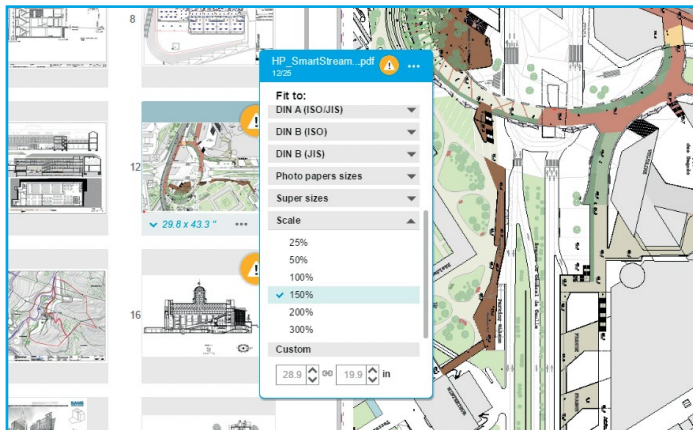 8
HP_SmartStream...pdf
12/25
Fit to:
DIN A (ISO/JIS)
DIN B (ISO)
DIN B (JIS)
Photo papers sizes
Super sizes
Scale
25%
50%
100%
150%
200%
300%
Custom
28.9 19.9 in
12
29.8 x 43.3 "
16